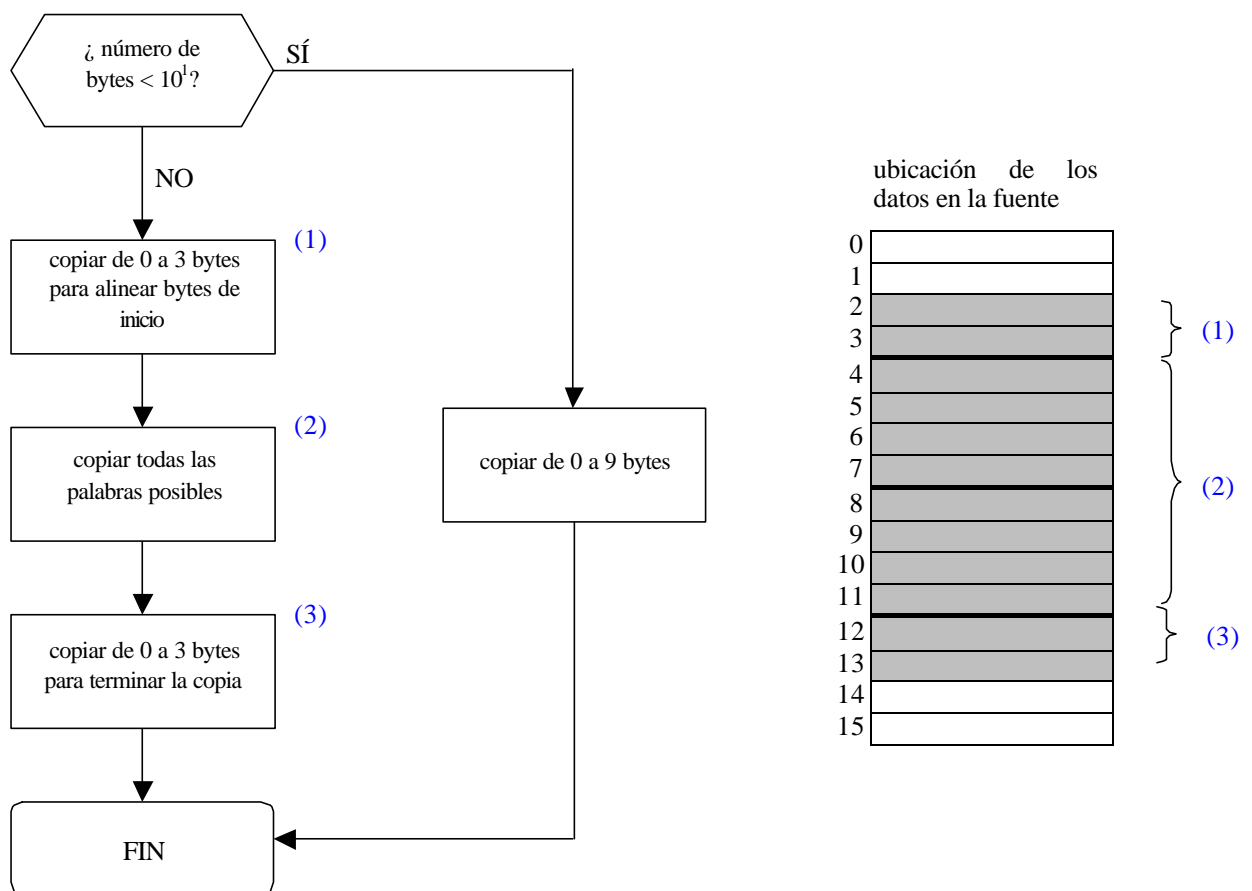 ¿ número de
bytes < 10¹?
SÍ
NO
copiar de 0 a 3 bytes
para alinear bytes de
inicio
(1)
copiar todas las
palabras posibles
(2)
copiar de 0 a 9 bytes
copiar de 0 a 3 bytes
para terminar la copia
(3)
FIN
ubicación de los
datos en la fuente
0
1
2
3
4
5
6
7
8
9
10
11
12
13
14
15
(1)
(2)
(3)